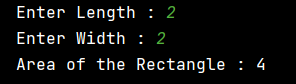 Enter Length : 2
Enter Width : 2
Area of the Rectangle : 4